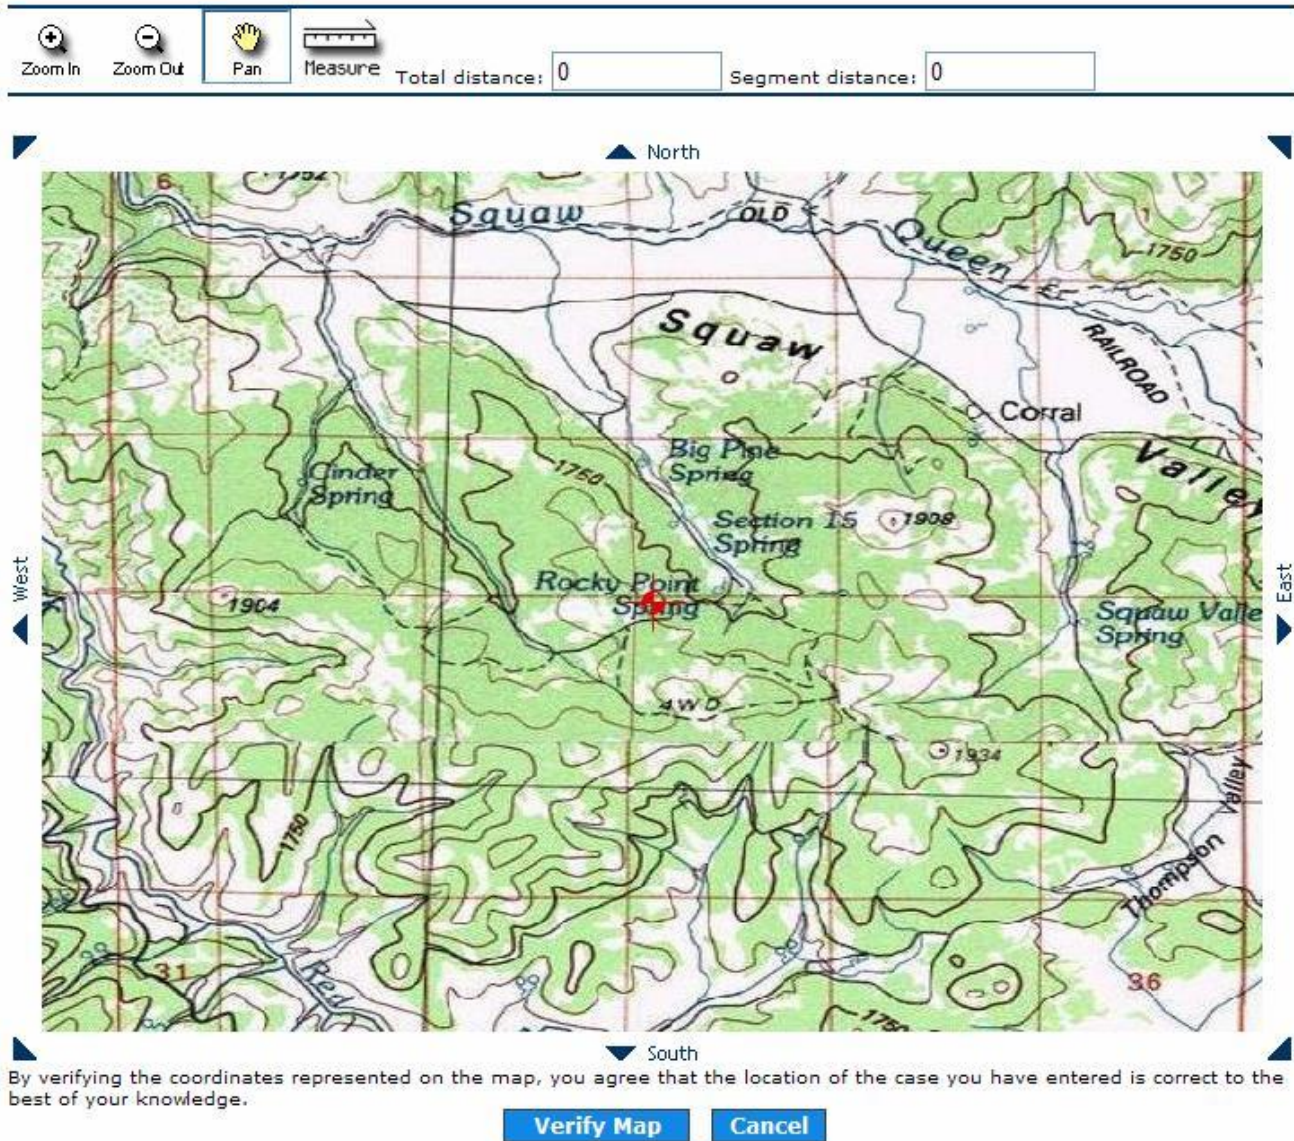 Zoom In
Zoom Out
Pan
Measure
Total distance: 0
Segment distance: 0
North
1752
6
Squaw
OLD
Queen
1750
Squaw
RAILROAD
Corral
Big Pine
Spring
Valley
Cinder
Spring
1750
Section 15
Spring
1908
West
East
Rocky Point
Spring
1904
Squaw Valle
Spring
4WD
1934
Valley
1750
Thompson
31
Red
36
1750
South
By verifying the coordinates represented on the map, you agree that the location of the case you have entered is correct to the
best of your knowledge.
Verify Map
Cancel